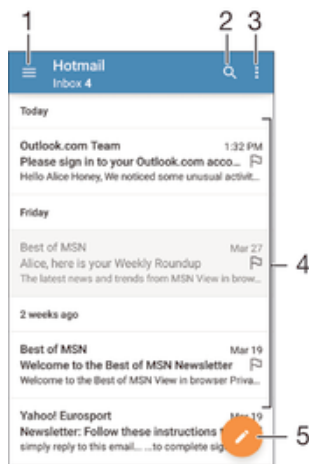 1 2 3
Hotmail
Inbox 4
Today
Outlook.com Team 1:32 PM
Please sign in to your Outlook.com acco...
Hello Alice Honey, We noticed some unusual activit...
Friday
Best of MSN Mar 27
Alice, here is your Weekly Roundup
The latest news and trends from MSN View in brow...
4
2 weeks ago
Best of MSN Mar 19
Welcome to the Best of MSN Newsletter
Welcome to the Best of MSN View in browser Priva...
Yahoo! Eurosport Mar 19
Newsletter: Follow these instructions
simply reply to this email... ...to complete sig
5